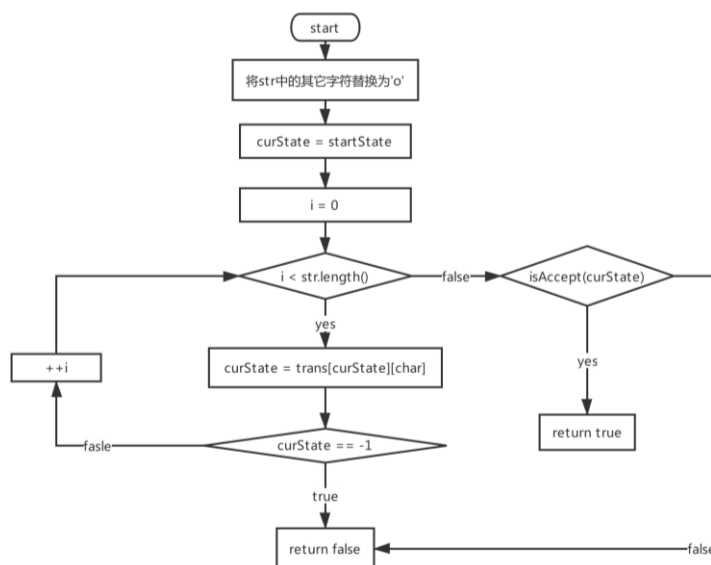 start
将str中的其它字符替换为'o'
curState = startState
i = 0
i < str.length()
false
isAccept(curState)
yes
yes
++i
curState = trans[curState][char]
return true
fasle
curState == -1
true
return false
false